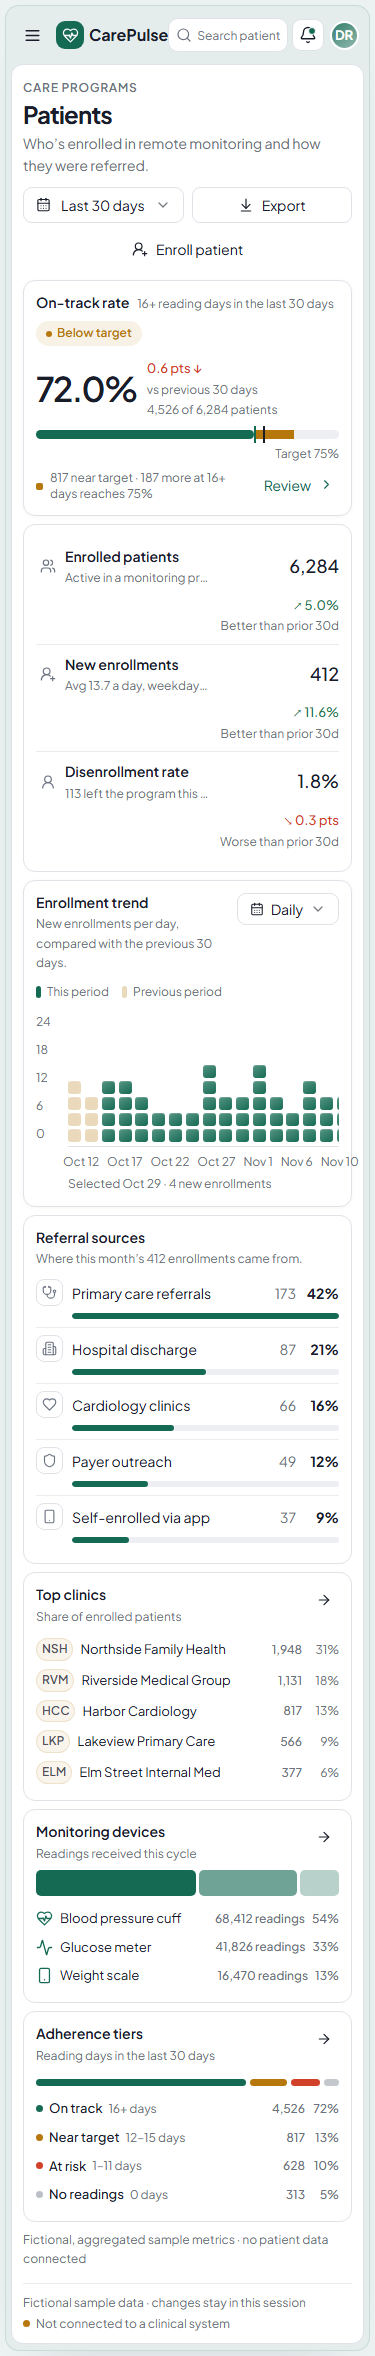 CarePulse
Search patient
DR
CARE PROGRAMS
Patients
Who's enrolled in remote monitoring and how
they were referred.
Last 30 days
Export
Enroll patient
On-track rate 16+ reading days in the last 30 days
Below target
72.0%
0.6 pts ↓
vs previous 30 days
4,526 of 6,284 patients
Target 75%
817 near target · 187 more at 16+
days reaches 75%
Review
Enrolled patients
Active in a monitoring pr...
6,284
↗ 5.0%
Better than prior 30d
New enrollments
Avg 13.7 a day, weekday...
412
↗ 11.6%
Better than prior 30d
Disenrollment rate
113 left the program this ...
1.8%
↘ 0.3 pts
Worse than prior 30d
Enrollment trend
New enrollments per day,
compared with the previous 30
days.
Daily
This period Previous period
24
18
12
6
0
Oct 12 Oct 17 Oct 22 Oct 27 Nov 1 Nov 6 Nov 10
Selected Oct 29 · 4 new enrollments
Referral sources
Where this month's 412 enrollments came from.
Primary care referrals 173 42%
Hospital discharge 87 21%
Cardiology clinics 66 16%
Payer outreach 49 12%
Self-enrolled via app 37 9%
Top clinics
Share of enrolled patients
NSH Northside Family Health 1,948 31%
RVM Riverside Medical Group 1,131 18%
HCC Harbor Cardiology 817 13%
LKP Lakeview Primary Care 566 9%
ELM Elm Street Internal Med 377 6%
Monitoring devices
Readings received this cycle
Blood pressure cuff 68,412 readings 54%
Glucose meter 41,826 readings 33%
Weight scale 16,470 readings 13%
Adherence tiers
Reading days in the last 30 days
On track 16+ days 4,526 72%
Near target 12–15 days 817 13%
At risk 1–11 days 628 10%
No readings 0 days 313 5%
Fictional, aggregated sample metrics · no patient data
connected
Fictional sample data · changes stay in this session
Not connected to a clinical system